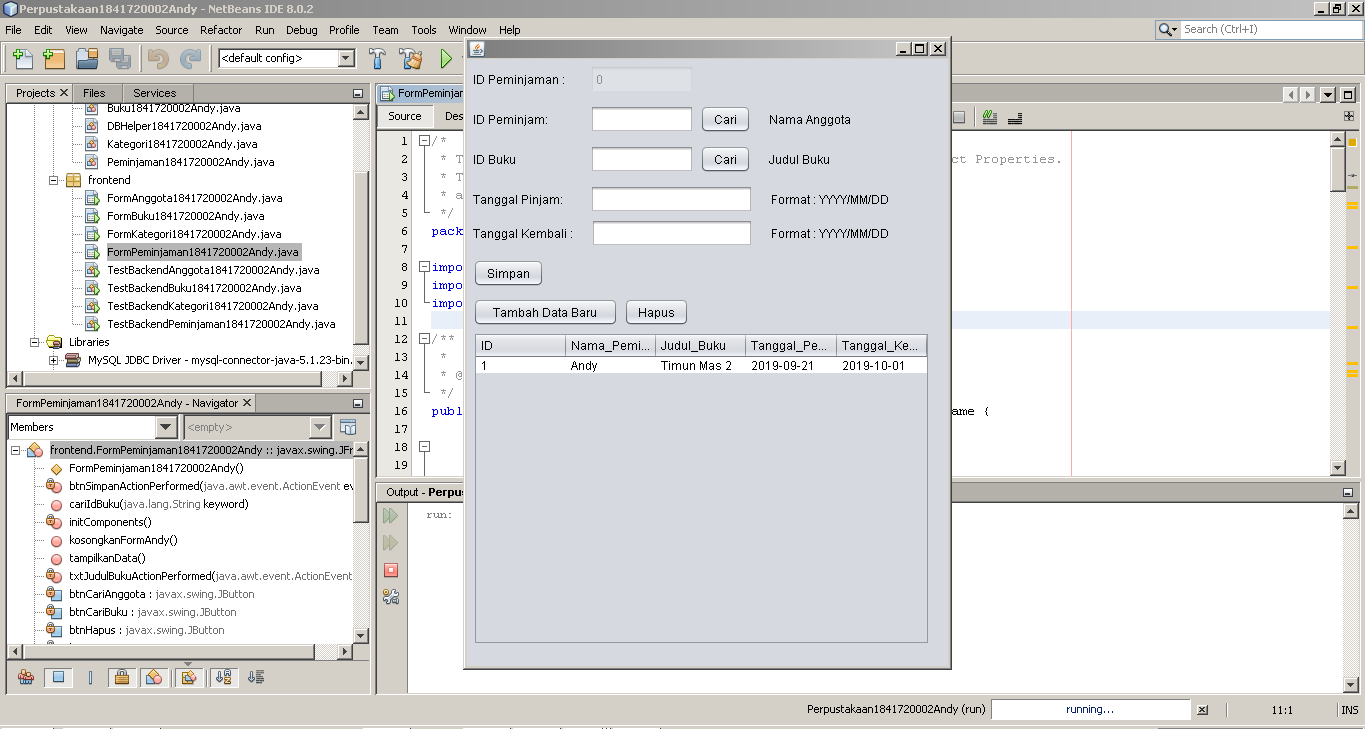 Perpustakaan1841720002Andy - NetBeans IDE 8.0.2
File Edit View Navigate Source Refactor Run Debug Profile Team Tools Window Help
Search (Ctrl+I)
<default config>
Projects Files Services
Buku1841720002Andy.java
DBHelper1841720002Andy.java
Kategori1841720002Andy.java
Peminjaman1841720002Andy.java
frontend
FormAnggota1841720002Andy.java
FormBuku1841720002Andy.java
FormKategori1841720002Andy.java
FormPeminjaman1841720002Andy.java
TestBackendAnggota1841720002Andy.java
TestBackendBuku1841720002Andy.java
TestBackendKategori1841720002Andy.java
TestBackendPeminjaman1841720002Andy.java
Libraries
MySQL JDBC Driver - mysql-connector-java-5.1.23-bin.
FormPeminjaman1841720002Andy - Navigator
Members <empty>
frontend.FormPeminjaman1841720002Andy :: javax.swing.JFr
FormPeminjaman1841720002Andy()
btnSimpanActionPerformed(java.awt.event.ActionEvent ev
cariIdBuku(java.lang.String keyword)
initComponents()
kosongkanFormAndy()
tampilkanData()
txtJudulBukuActionPerformed(java.awt.event.ActionEvent
btnCariAnggota : javax.swing.JButton
btnCariBuku : javax.swing.JButton
btnHapus : javax.swing.JButton
FormPeminjar
Source Des
1 /*
2 * T ct Properties.
3 * T
4 * a
5 */
6 pack
7
8 impo
9 impo
10 impo
11
12 /**
13 *
14 * @
15 */
16 publ ame {
17
18
19
ID Peminjaman : 0
ID Peminjam: Cari Nama Anggota
ID Buku Cari Judul Buku
Tanggal Pinjam: Format : YYYY/MM/DD
Tanggal Kembali : Format : YYYY/MM/DD
Simpan
Tambah Data Baru Hapus
ID Nama_Pemi... Judul_Buku Tanggal_Pe... Tanggal_Ke...
1 Andy Timun Mas 2 2019-09-21 2019-10-01
Output - Perpus
run:
Perpustakaan1841720002Andy (run) running... 11:1 INS